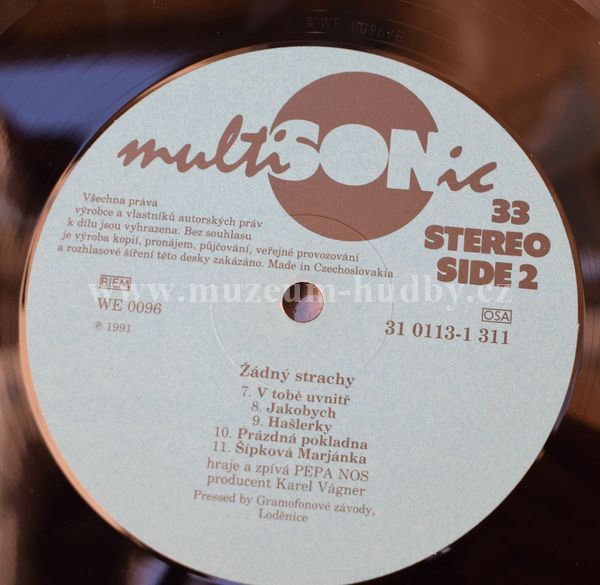 & WE 0096/B
multiSONic
33
STEREO
SIDE 2
Všechna práva
výrobce a vlastníků autorských práv
k dílu jsou vyhrazena. Bez souhlasu
je výroba kopií, pronájem, půjčování, veřejné provozování
a rozhlasové šíření této desky zakázáno. Made in Czechoslovakia
www.muzeum-hudby.cz
BIEM
OSA
WE 0096
31 0113-1 311
℗ 1991
Žádný strachy
7. V tobě uvnitř
8. Jakobych
9. Hašlerky
10. Prázdná pokladna
11. Šípková Marjánka
hraje a zpívá PEPA NOS
producent Karel Vágner
Pressed by Gramofonové závody,
Loděnice